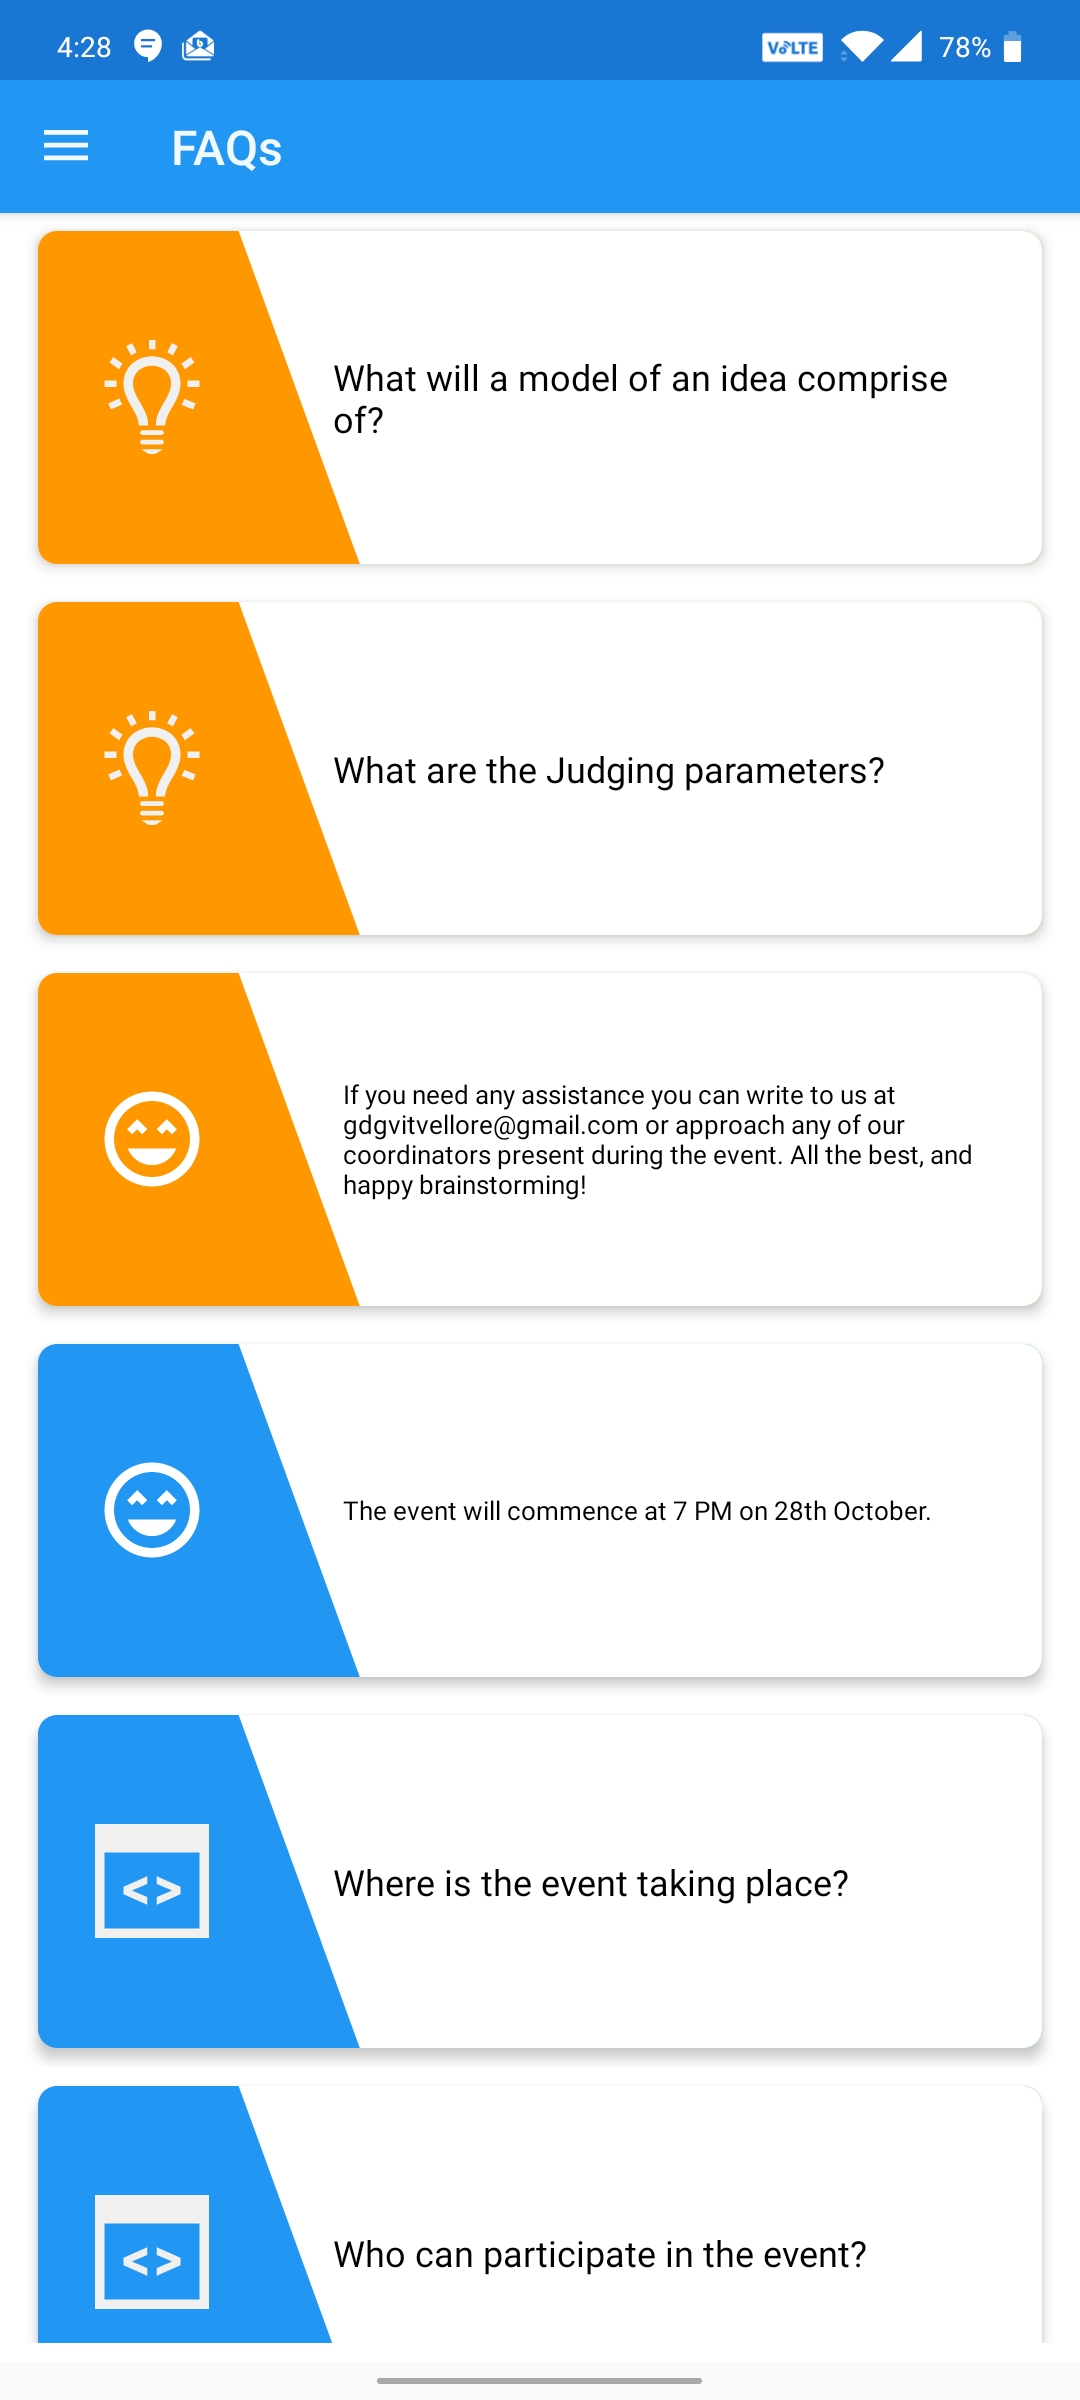 4:28
VoLTE
78%
FAQs
What will a model of an idea comprise
of?
What are the Judging parameters?
If you need any assistance you can write to us at
gdgvitvellore@gmail.com or approach any of our
coordinators present during the event. All the best, and
happy brainstorming!
The event will commence at 7 PM on 28th October.
<>
Where is the event taking place?
<>
Who can participate in the event?